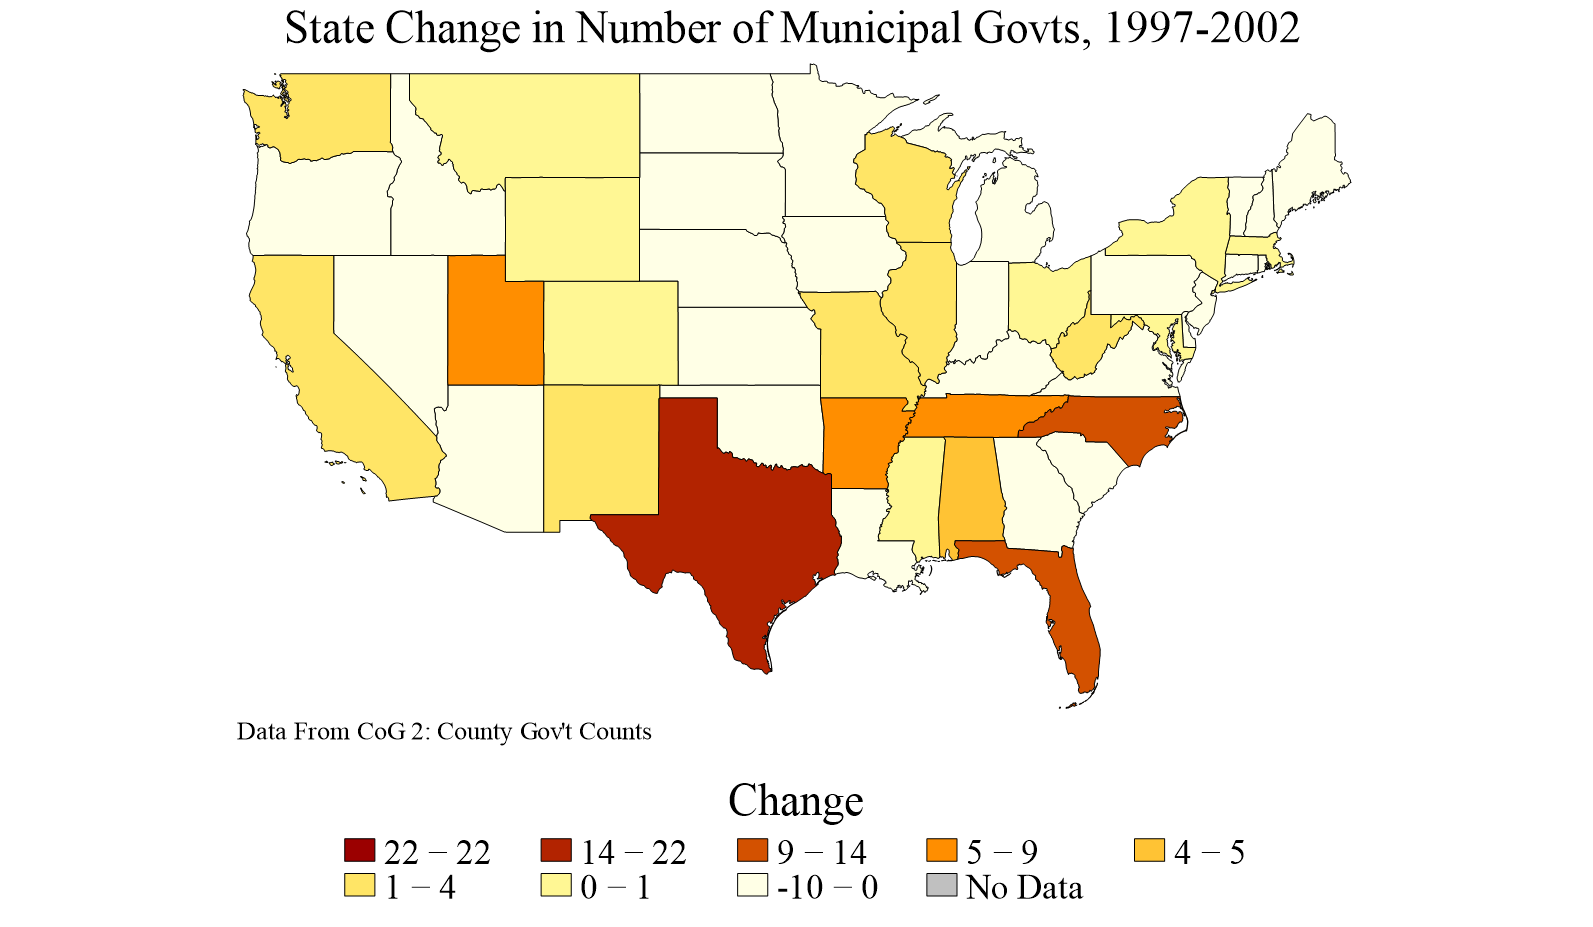 State Change in Number of Municipal Govts, 1997-2002
Data From CoG 2: County Gov't Counts
Change
22 – 22 14 – 22 9 – 14 5 – 9 4 – 5
1 – 4 0 – 1 -10 – 0 No Data